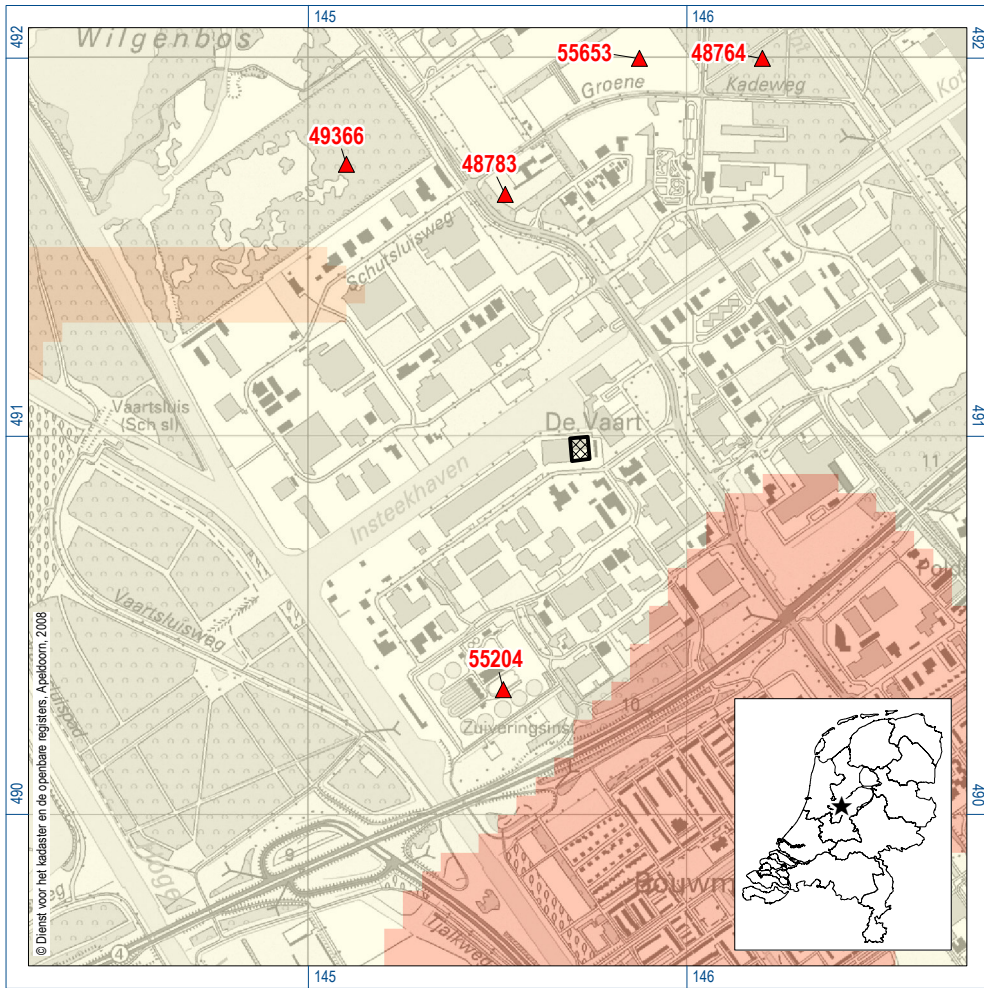 145
146
492
492
Wilgenbos
55653
48764
Groene
Kadeweg
49366
48783
Schutsluisweg
Vaartsluis
(Sch sl)
De Vaart
491
491
11
Insteekhaven
Vaartsluisweg
55204
10
Zuiveringsins
490
490
9
Bouwm
Tjalkweg
4
145
146
© Dienst voor het kadaster en de openbare registers, Apeldoorn, 2008